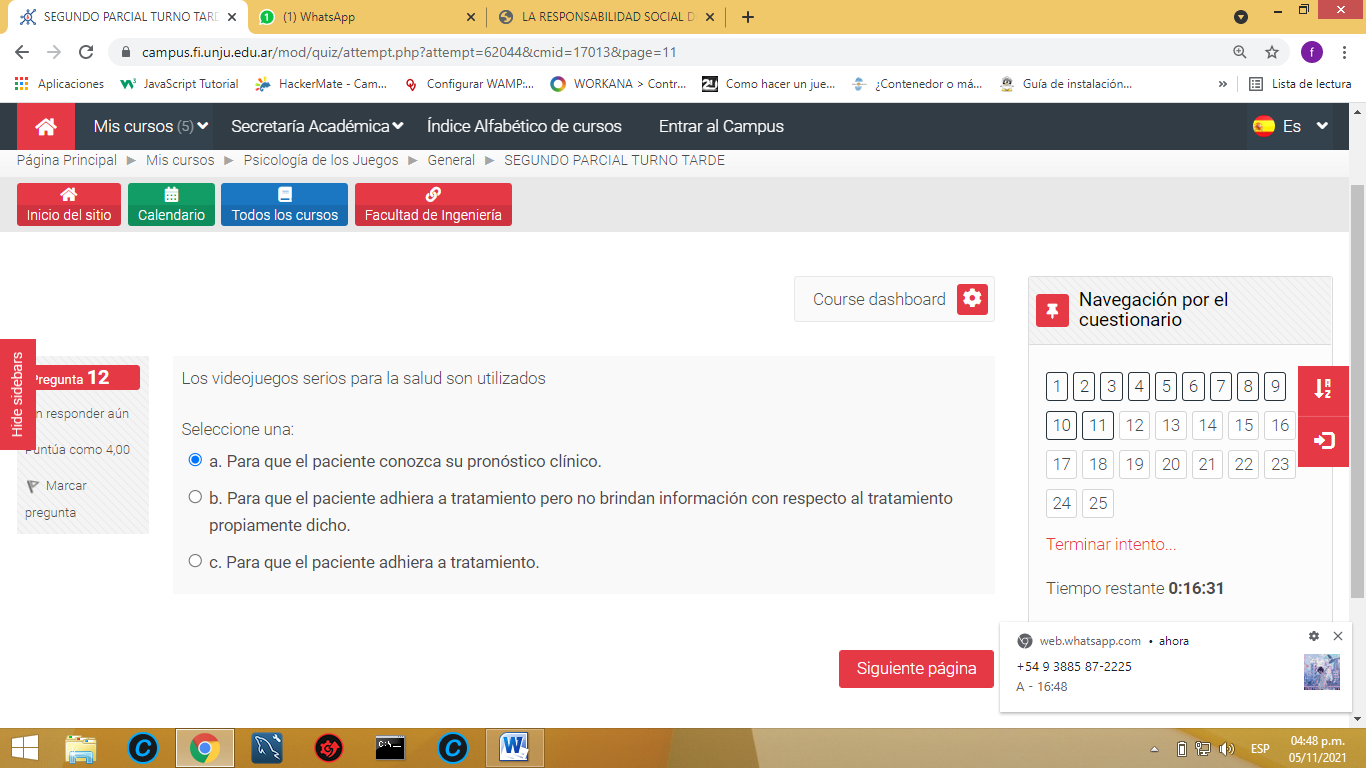 SEGUNDO PARCIAL TURNO TARD
(1) WhatsApp
LA RESPONSABILIDAD SOCIAL D
campus.fi.unju.edu.ar/mod/quiz/attempt.php?attempt=62044&cmid=17013&page=11
f
Aplicaciones
JavaScript Tutorial
HackerMate - Cam...
Configurar WAMP:...
WORKANA > Contr...
Como hacer un jue...
¿Contenedor o má...
Guía de instalación...
»
Lista de lectura
Mis cursos (5)
Secretaría Académica
Índice Alfabético de cursos
Entrar al Campus
Es
Página Principal ► Mis cursos ► Psicología de los Juegos ► General ► SEGUNDO PARCIAL TURNO TARDE
Inicio del sitio
Calendario
Todos los cursos
Facultad de Ingeniería
Course dashboard
Hide sidebars
Pregunta 12
n responder aún
Puntúa como 4,00
Marcar
pregunta
Los videojuegos serios para la salud son utilizados
Seleccione una:
a. Para que el paciente conozca su pronóstico clínico.
b. Para que el paciente adhiera a tratamiento pero no brindan información con respecto al tratamiento
propiamente dicho.
c. Para que el paciente adhiera a tratamiento.
Siguiente página
Navegación por el
cuestionario
1 2 3 4 5 6 7 8 9
10 11 12 13 14 15 16
17 18 19 20 21 22 23
24 25
Terminar intento...
Tiempo restante 0:16:31
web.whatsapp.com • ahora
+54 9 3885 87-2225
A - 16:48
ESP
04:48 p.m.
05/11/2021